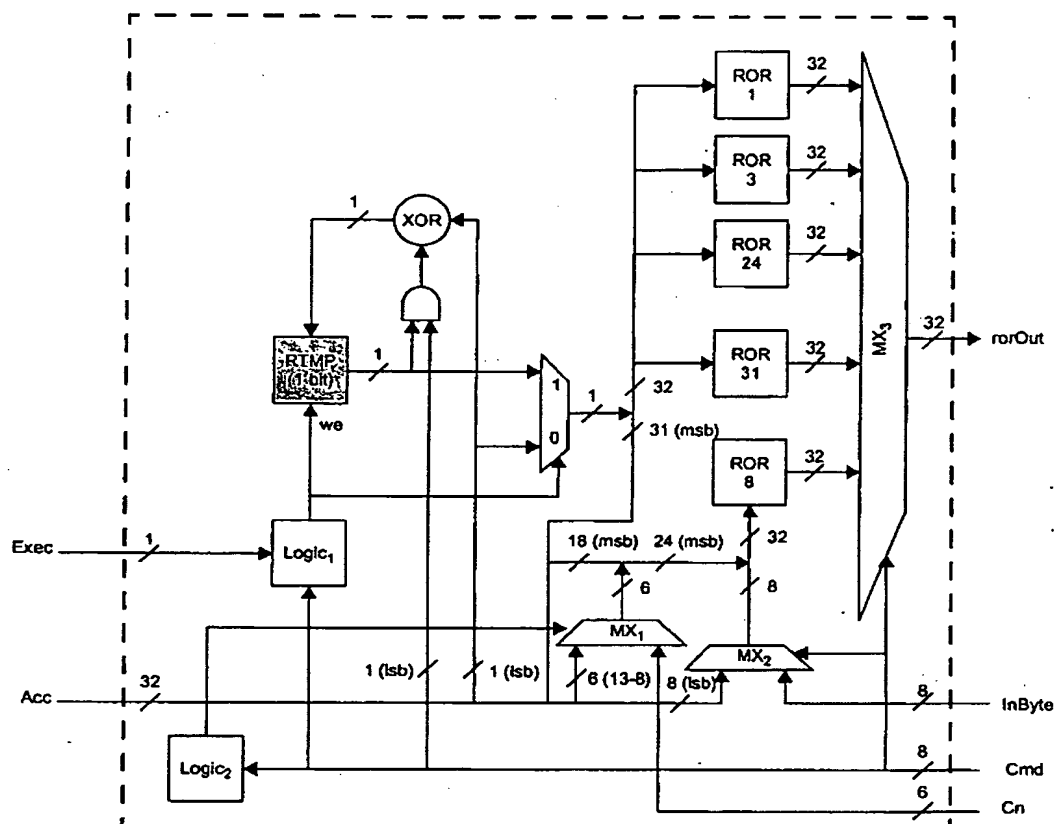 ROR
1
32
ROR
3
32
ROR
24
32
ROR
31
32
ROR
8
32
MX3
32
rorOut
1
XOR
RTMP
(1-bit)
1
we
1
0
1
32
31 (msb)
Exec
1
Logic1
18 (msb)
24 (msb)
32
6
8
MX1
MX2
1 (lsb)
1 (lsb)
6 (13-8)
8 (lsb)
Acc
32
8
InByte
Logic2
8
Cmd
6
Cn